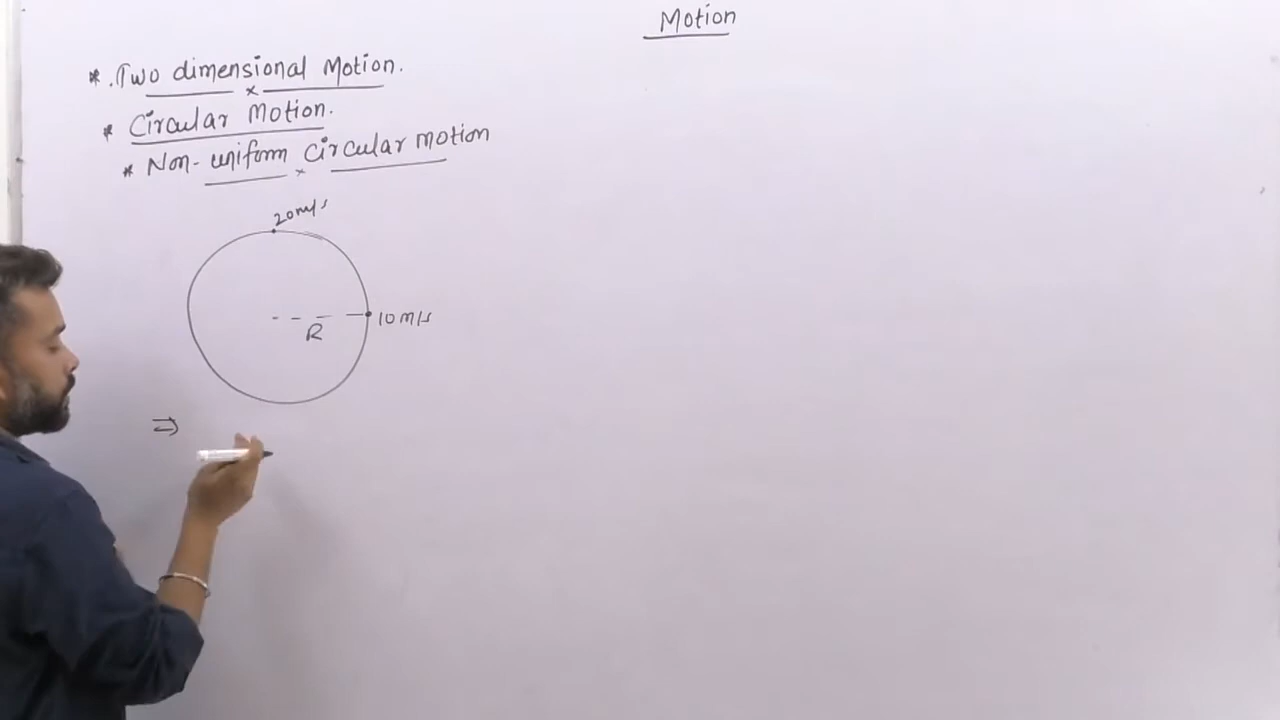 Motion
* .Two dimensional Motion.
* Circular Motion.
* Non-uniform Circular motion
20m/s
10m/s
R
⇒